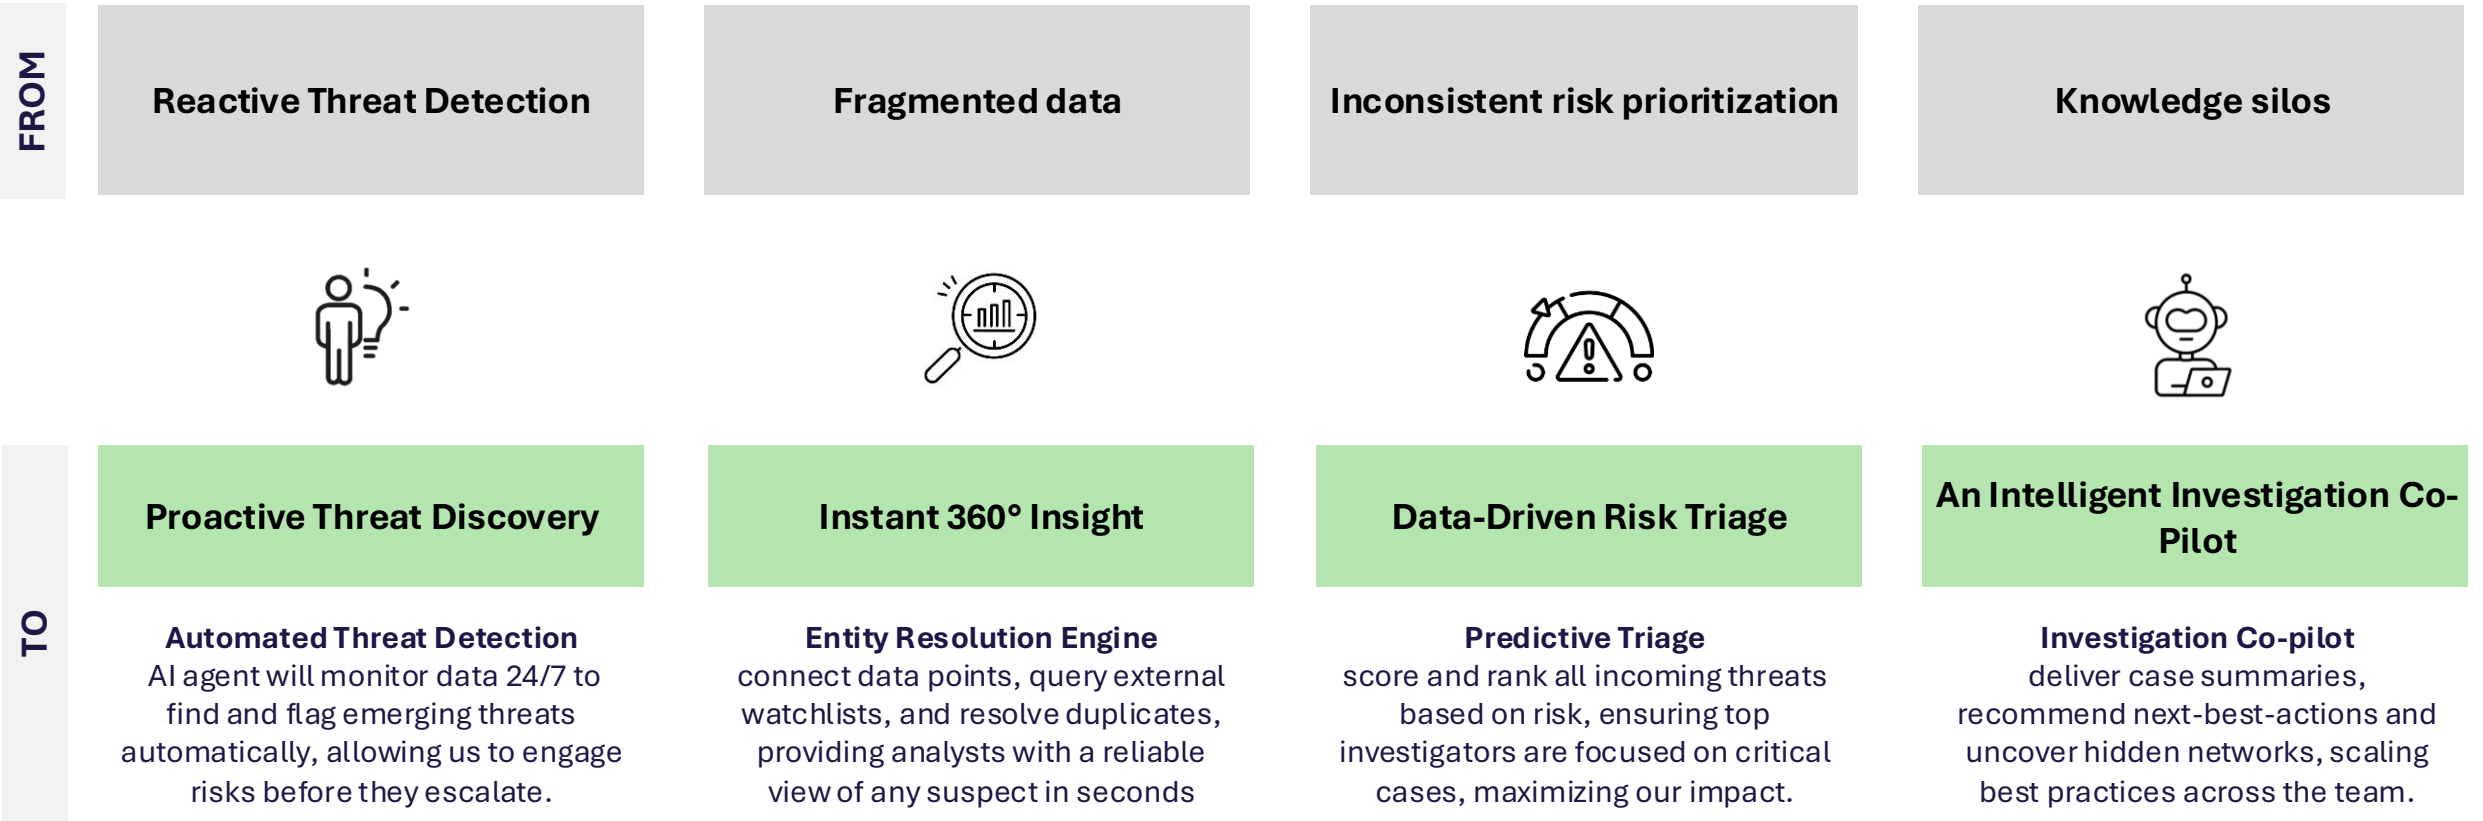 FROM
Reactive Threat Detection
Fragmented data
Inconsistent risk prioritization
Knowledge silos
TO
Proactive Threat Discovery
Automated Threat Detection
AI agent will monitor data 24/7 to
find and flag emerging threats
automatically, allowing us to engage
risks before they escalate.
Instant 360° Insight
Entity Resolution Engine
connect data points, query external
watchlists, and resolve duplicates,
providing analysts with a reliable
view of any suspect in seconds
Data-Driven Risk Triage
Predictive Triage
score and rank all incoming threats
based on risk, ensuring top
investigators are focused on critical
cases, maximizing our impact.
An Intelligent Investigation Co-
Pilot
Investigation Co-pilot
deliver case summaries,
recommend next-best-actions and
uncover hidden networks, scaling
best practices across the team.